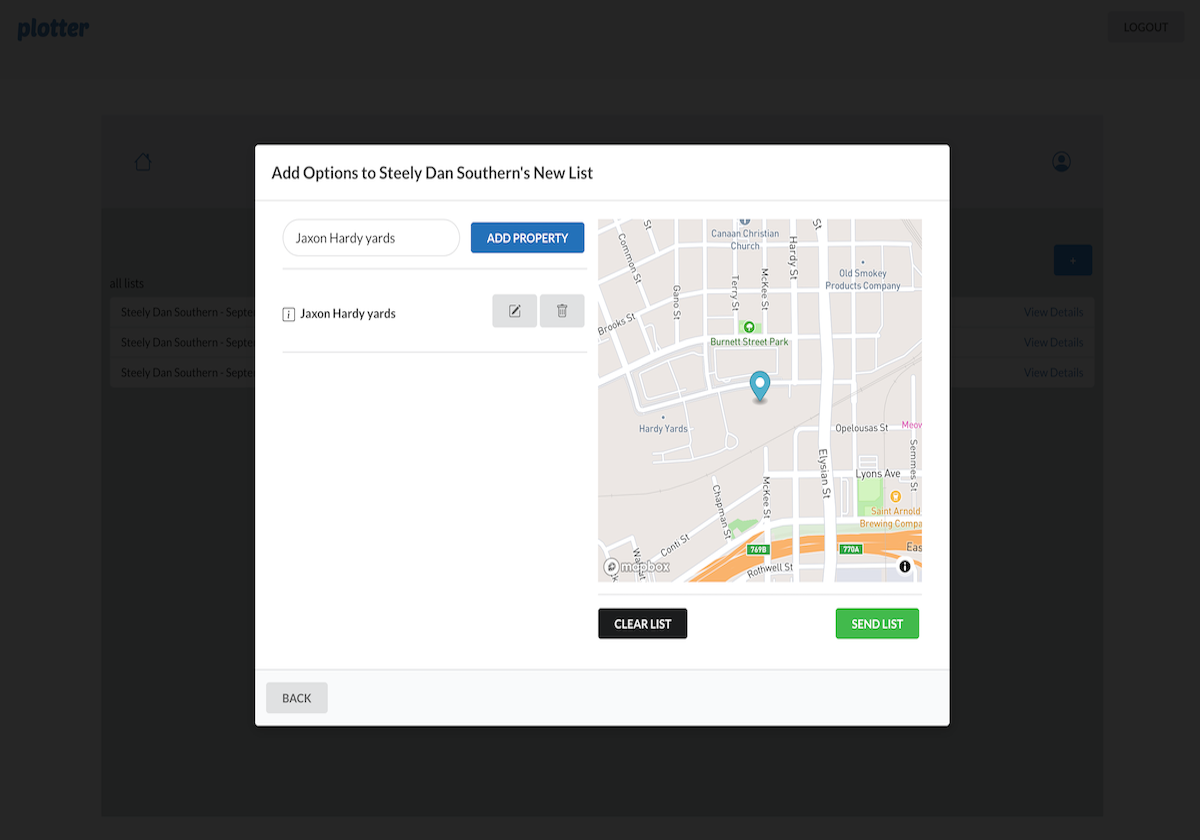 plotter
LOGOUT
Add Options to Steely Dan Southern's New List
Jaxon Hardy yards
ADD PROPERTY
Jaxon Hardy yards
all lists
+
Steely Dan Southern - Septe
View Details
Steely Dan Southern - Septe
View Details
Steely Dan Southern - Septe
View Details
St
St
Canaan Christian
Church
Common St
Hardy St
Old Smokey
Products Company
Terry St
McKee St
Gano St
Brooks St
Burnett Street Park
Hardy Yards
Opelousas St
Meow
Elysian St
Semmes St
Lyons Ave
McKee St
Chapman St
Saint Arnold
Brewing Compa
Conti St
769B
770A
Eas
mapbox
Rothwell St
CLEAR LIST
SEND LIST
BACK